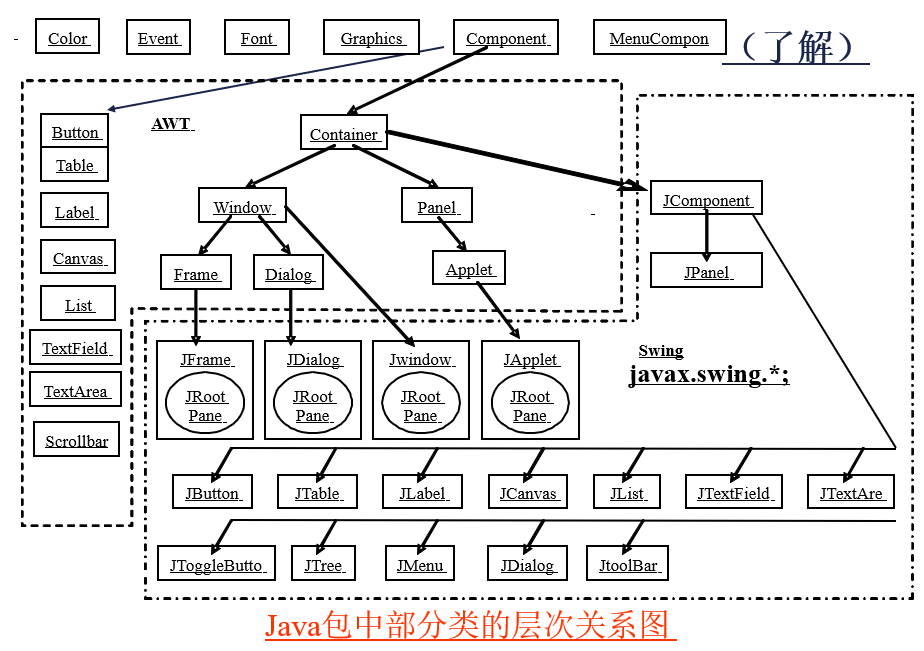 Color
Event
Font
Graphics
Component
MenuCompon
（了解）
AWT
Button
Table
Label
Canvas
List
TextField
TextArea
Scrollbar
Container
Window
Panel
Frame
Dialog
Applet
JComponent
JPanel
Swing
javax.swing.*;
JFrame
JRoot
Pane
JDialog
JRoot
Pane
Jwindow
JRoot
Pane
JApplet
JRoot
Pane
JButton
JTable
JLabel
JCanvas
JList
JTextField
JTextAre
JToggleButto
JTree
JMenu
JDialog
JtoolBar
Java包中部分类的层次关系图